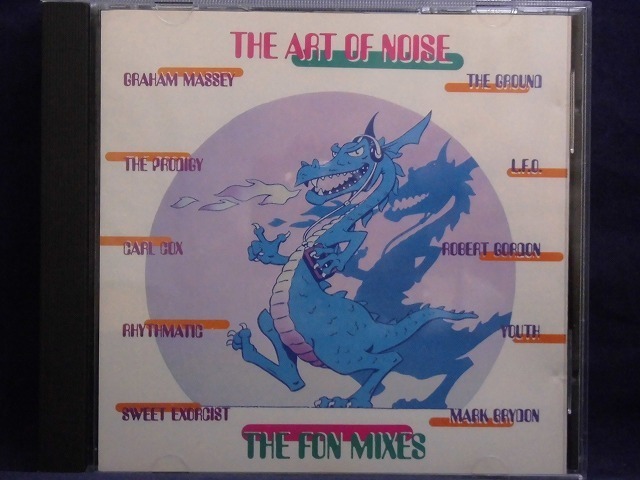 THE ART OF NOISE
GRAHAM MASSEY
THE GROUND
THE PRODIGY
L.F.O.
CARL COX
ROBERT GORDON
RHYTHMATIC
YOUTH
SWEET EXORCIST
MARK BRYDON
THE FON MIXES